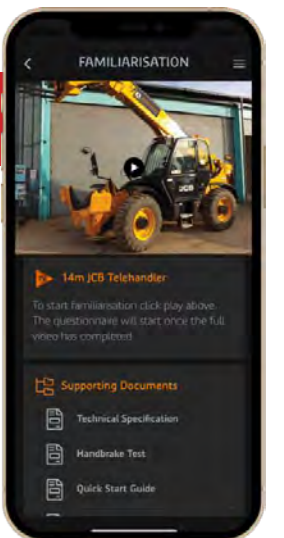 FAMILIARISATION
JCB
14m JCB Telehandler
To start familiarisation click play above.
The questionnaire will start once the full
video has completed
Supporting Documents
Technical Specification
Handbrake Test
Quick Start Guide